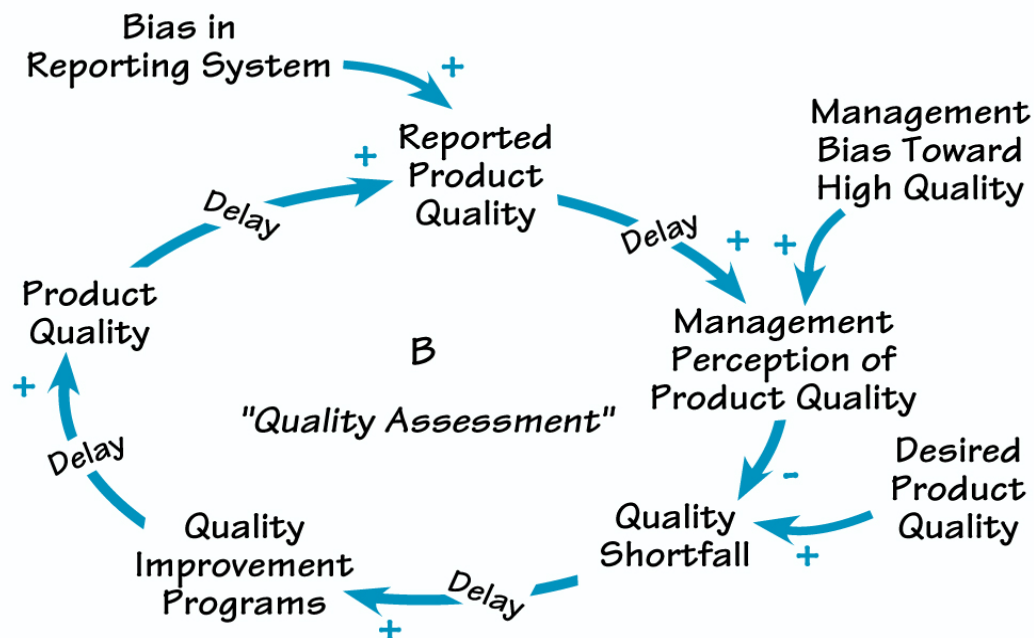 Bias in
Reporting System
+
Reported
Product
Quality
+
Delay
Management
Bias Toward
High Quality
Delay
+
+
Product
Quality
Management
Perception of
Product Quality
B
"Quality Assessment"
+
Delay
-
Desired
Product
Quality
Quality
Shortfall
+
Quality
Improvement
Programs
Delay
+